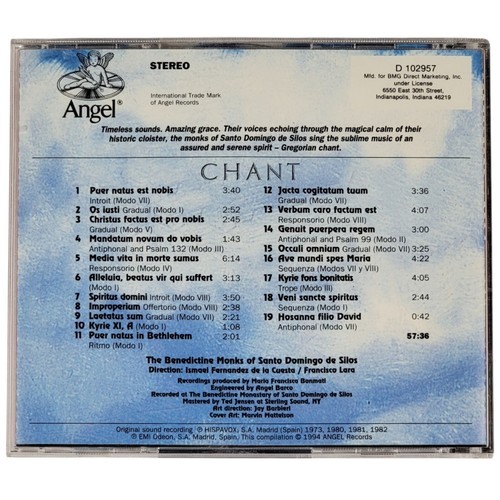 STEREO
D 102957
Mfd. for BMG Direct Marketing, Inc.
under License
6550 East 30th Street,
Indianapolis, Indiana 46219
Angel®
International Trade Mark
of Angel Records
Timeless sounds. Amazing grace. Their voices echoing through the magical calm of their
historic cloister, the monks of Santo Domingo de Silos sing the sublime music of an
assured and serene spirit – Gregorian chant.
CHANT
1 Puer natus est nobis 3:40
Introit (Modo VII)
2 Os iusti Gradual (Modo I) 2:52
3 Christus factus est pro nobis 2:45
Gradual (Modo V)
4 Mandatum novum do vobis 1:43
Antiphonal and Psalm 132 (Modo III)
5 Media vita in morte sumus 6:14
Responsorio (Modo IV)
6 Alleluia, beatus vir qui suffert 3:13
(Modo I)
7 Spiritus domini Introit (Modo VIII) 3:50
8 Improperium Offertorio (Modo VIII) 2:38
9 Laetatus sum Gradual (Modo VII) 2:21
10 Kyrie XI, A (Modo I) 1:08
11 Puer natus in Bethlehem 2:01
Ritmo (Modo I)
12 Jacta cogitatum tuum 3:36
Gradual (Modo VII)
13 Verbum caro factum est 4:07
Responsorio (Modo VIII)
14 Genuit puerpera regem 3:00
Antiphonal and Psalm 99 (Modo II)
15 Occuli omnium Gradual (Modo VII) 3:25
16 Ave mundi spes Maria 4:22
Sequenza (Modos VII y VIII)
17 Kyrie fons bonitatis 4:05
Trope (Modo III)
18 Veni sancte spiritus 2:44
Sequenza (Modo I)
19 Hosanna filio David 0:42
Antiphonal (Modo VII)
57:36
The Benedictine Monks of Santo Domingo de Silos
Direction: Ismael Fernandez de la Cuesta / Francisco Lara
Recordings produced by Maria Francisca Bonmati
Engineered by Angel Barco
Recorded at The Benedictine Monastery of Santo Domingo de Silos
Mastered by Ted Jensen at Sterling Sound, NY
Art direction: Jay Barbieri
Cover Art: Marvin Mattelson
Original sound recording ℗ HISPAVOX, S.A. Madrid (Spain) 1973, 1980, 1981, 1982
℗ EMI Odeon, S.A. Madrid, Spain, This compilation © 1994 ANGEL Records